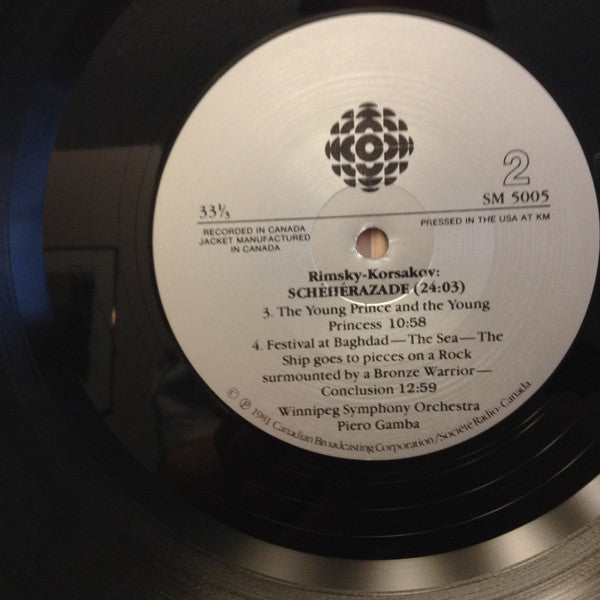 2
33⅓
SM 5005
RECORDED IN CANADA
JACKET MANUFACTURED
IN CANADA
PRESSED IN THE USA AT KM
Rimsky-Korsakov:
SCHÉHÉRAZADE (24:03)
3. The Young Prince and the Young
Princess 10:58
4. Festival at Baghdad—The Sea—The
Ship goes to pieces on a Rock
surmounted by a Bronze Warrior—
Conclusion 12:59
Winnipeg Symphony Orchestra
Piero Gamba
© ℗ 1981 Canadian Broadcasting Corporation/Société Radio-Canada